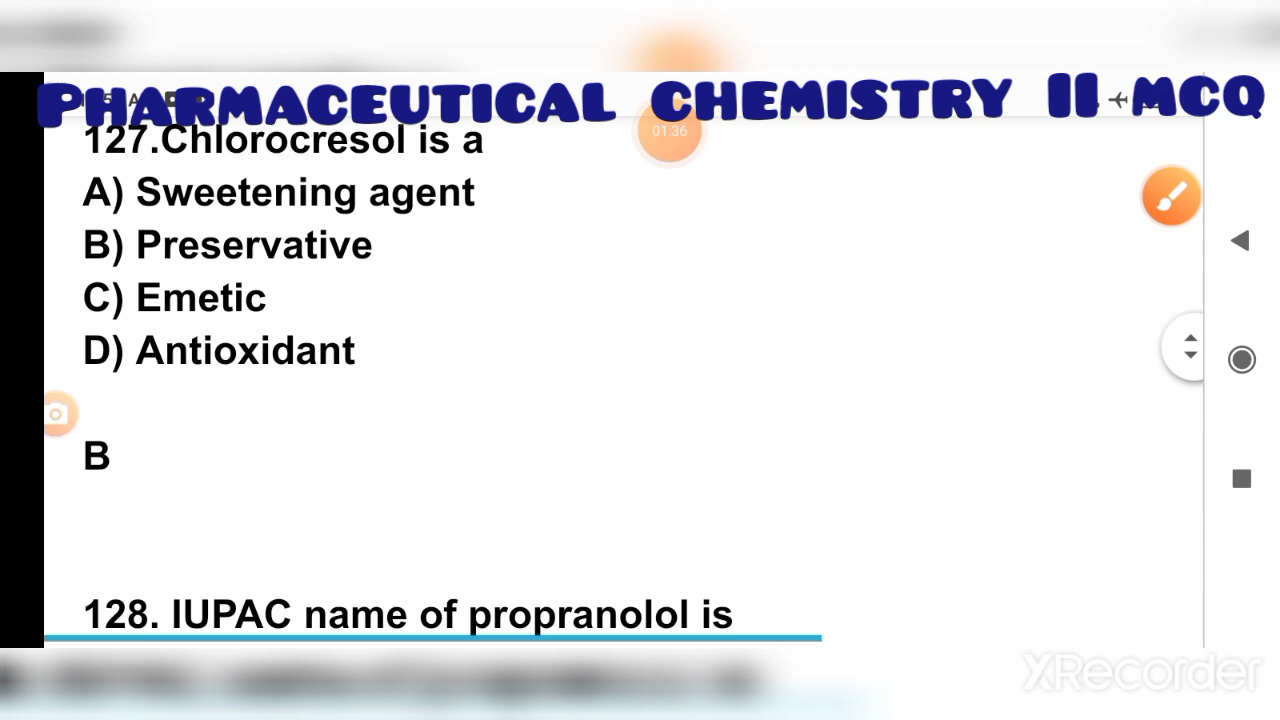 PHARMACEUTICAL CHEMISTRY II MCQ
01:36
127.Chlorocresol is a
A) Sweetening agent
B) Preservative
C) Emetic
D) Antioxidant
B
128. IUPAC name of propranolol is
XRecorder